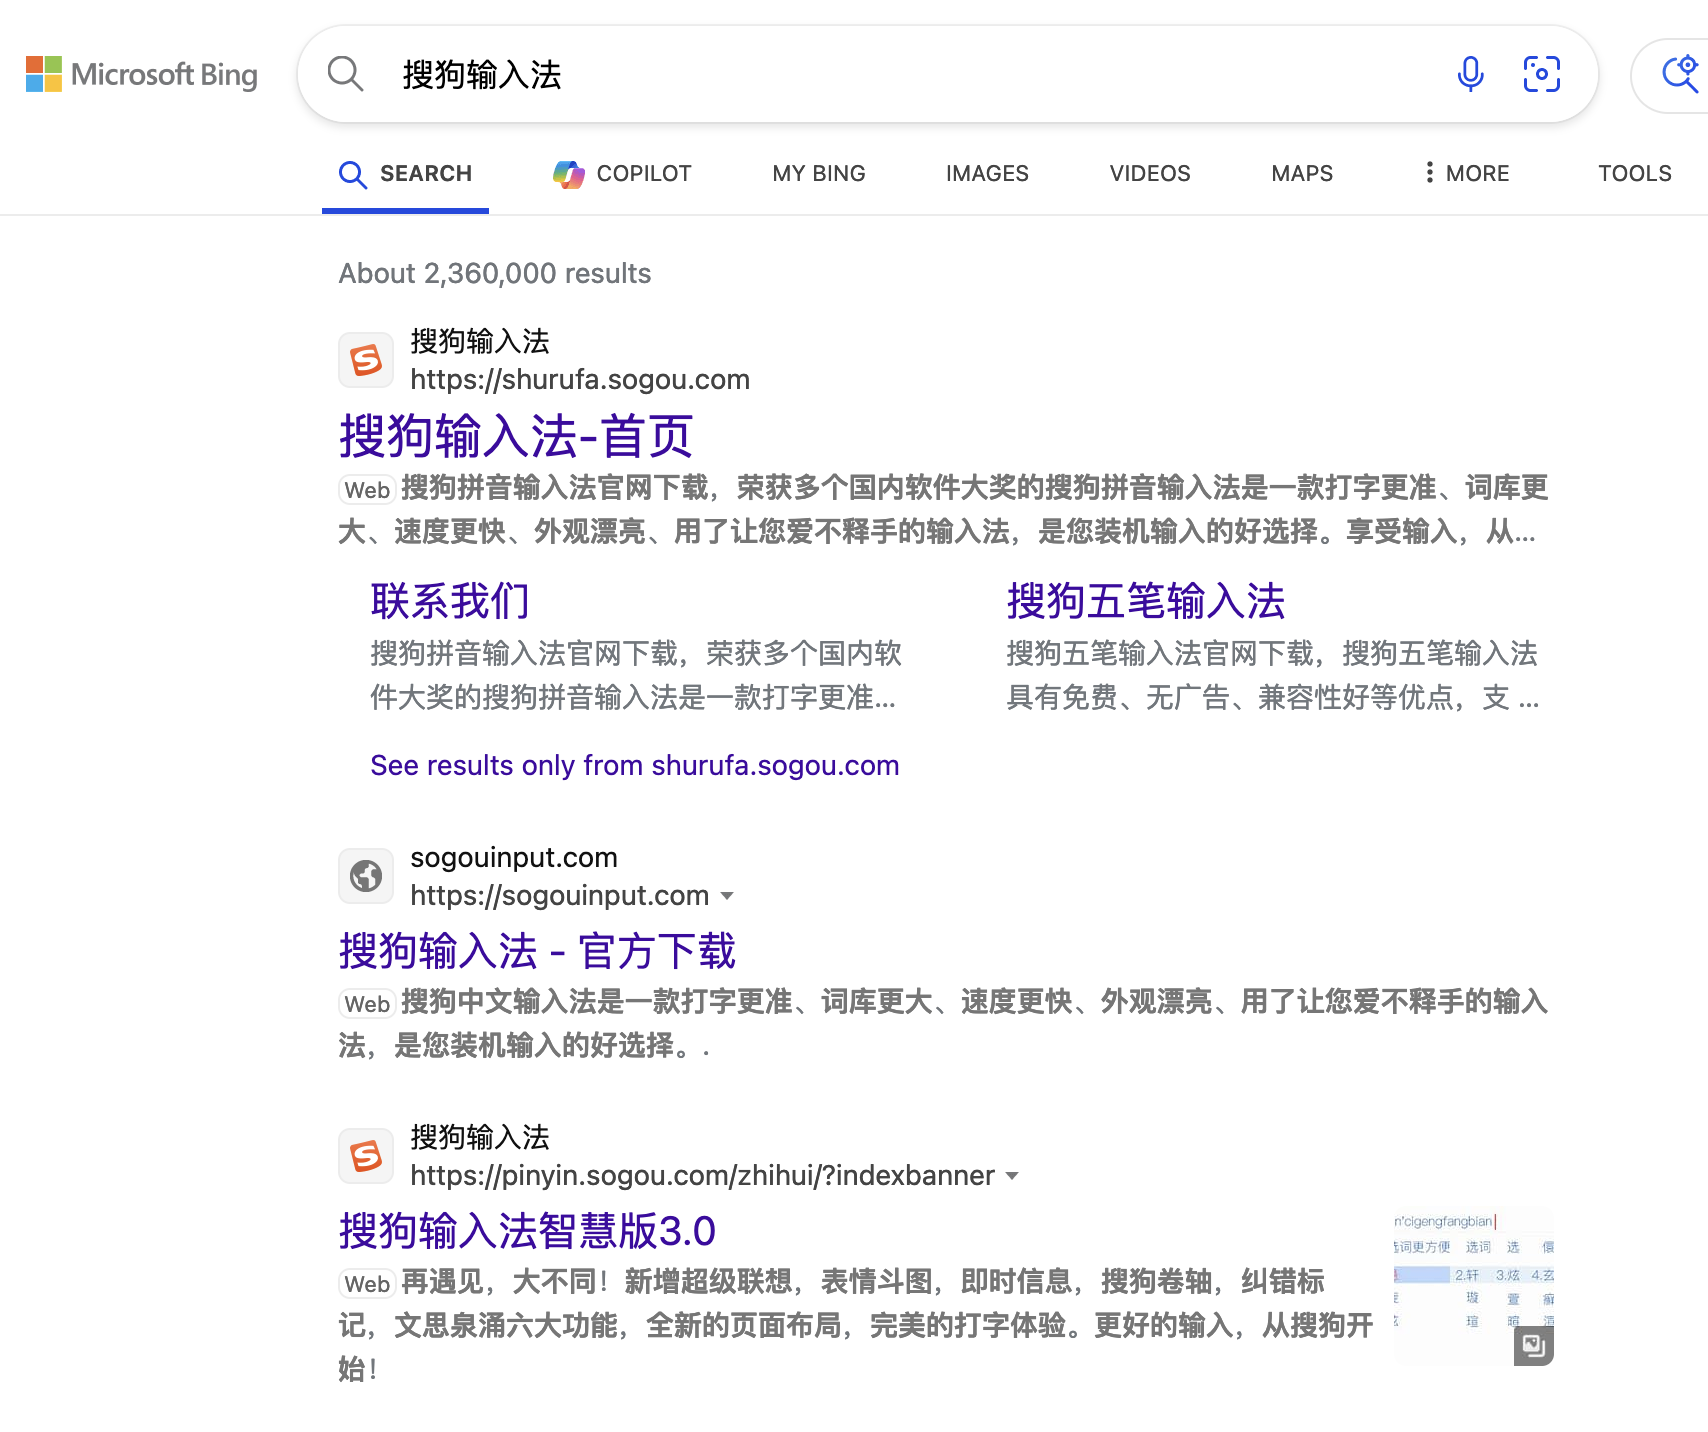 Microsoft Bing
搜狗输入法
SEARCH
COPILOT
MY BING
IMAGES
VIDEOS
MAPS
MORE
TOOLS
About 2,360,000 results
搜狗输入法
https://shurufa.sogou.com
搜狗输入法-首页
Web 搜狗拼音输入法官网下载，荣获多个国内软件大奖的搜狗拼音输入法是一款打字更准、词库更
大、速度更快、外观漂亮、用了让您爱不释手的输入法，是您装机输入的好选择。享受输入，从...
联系我们
搜狗拼音输入法官网下载，荣获多个国内软
件大奖的搜狗拼音输入法是一款打字更准...
搜狗五笔输入法
搜狗五笔输入法官网下载，搜狗五笔输入法
具有免费、无广告、兼容性好等优点，支 ...
See results only from shurufa.sogou.com
sogouinput.com
https://sogouinput.com
搜狗输入法 - 官方下载
Web 搜狗中文输入法是一款打字更准、词库更大、速度更快、外观漂亮、用了让您爱不释手的输入
法，是您装机输入的好选择。.
搜狗输入法
https://pinyin.sogou.com/zhihui/?indexbanner
搜狗输入法智慧版3.0
Web 再遇见，大不同！新增超级联想，表情斗图，即时信息，搜狗卷轴，纠错标
记，文思泉涌六大功能，全新的页面布局，完美的打字体验。更好的输入，从搜狗开
始！
n'cigengfangbian
选词更方便 选词 选
2.轩 3.炫 4.玄
璇 萱 癣
瑄 暄 渲